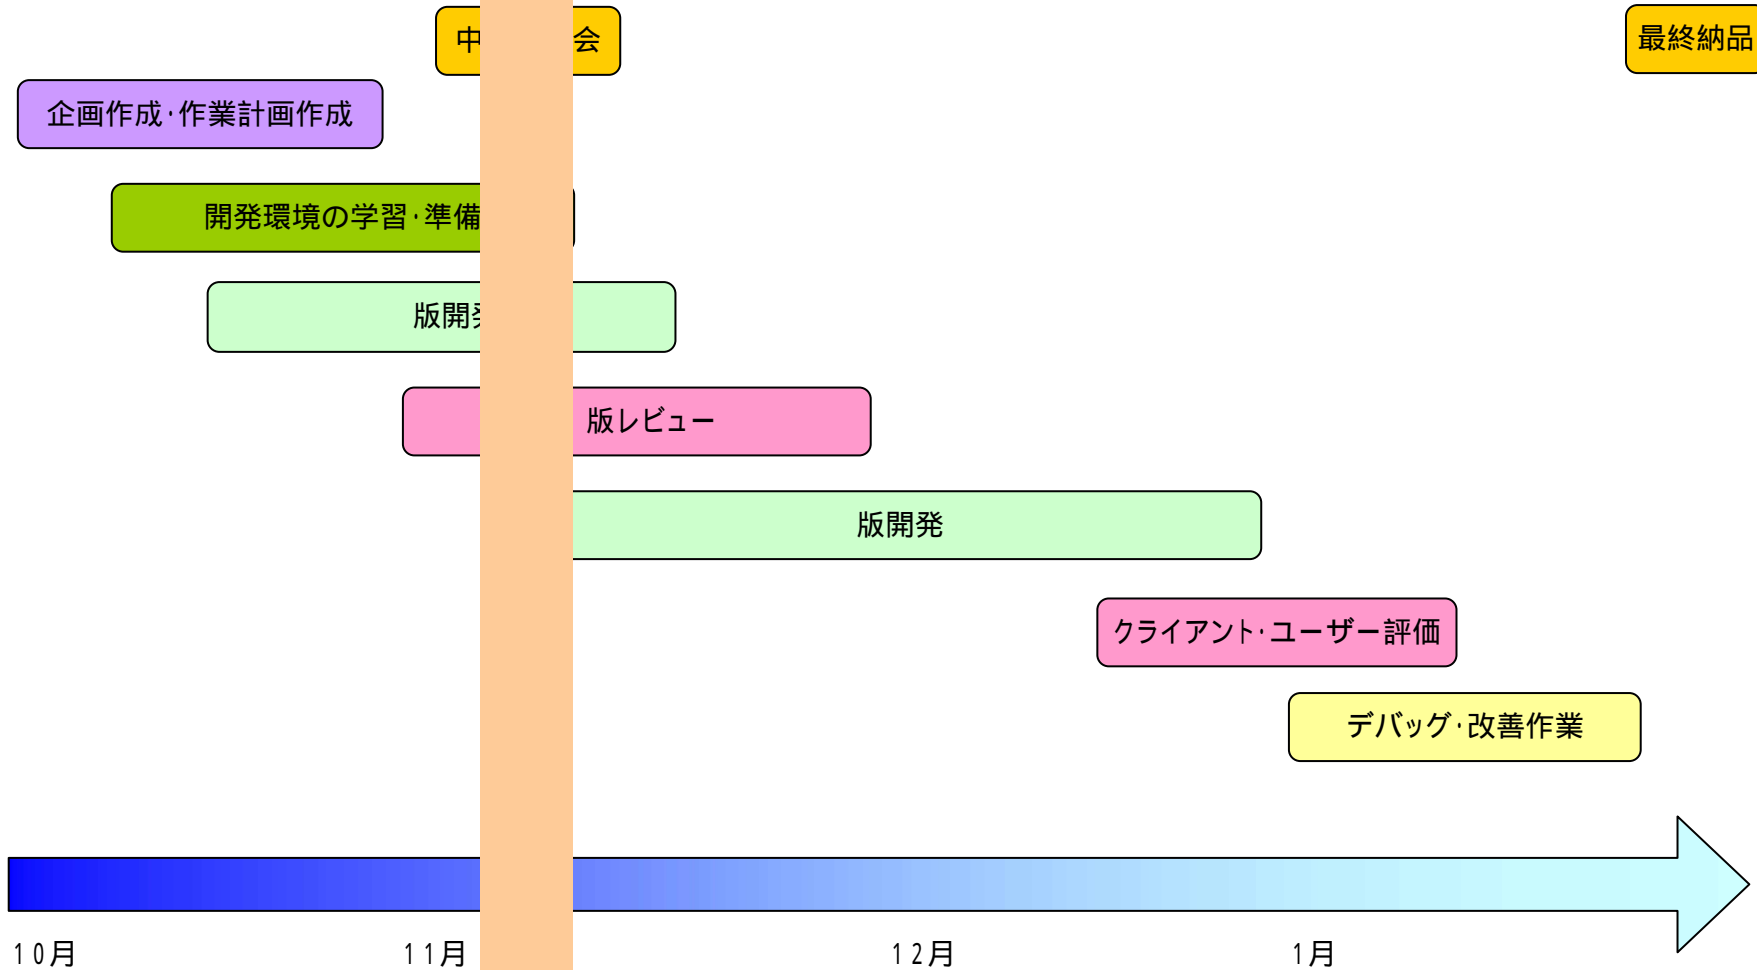 中 会
最終納品
企画作成・作業計画作成
開発環境の学習・準備
版開
版レビュー
版開発
クライアント・ユーザー評価
デバッグ・改善作業
10月
11月
12月
1月